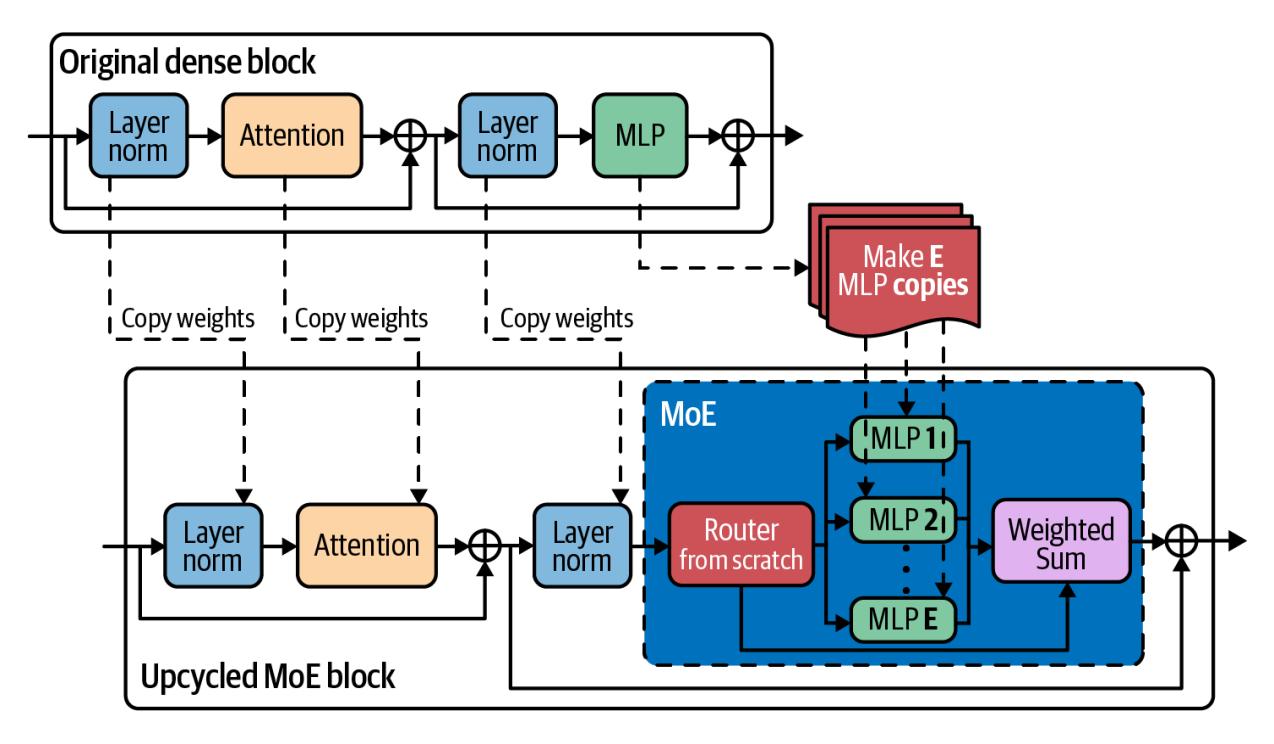 Original dense block
Layer
norm
Attention
Layer
norm
MLP
Make E
MLP copies
Copy weights
Copy weights
Copy weights
MoE
MLP 1
MLP 2
MLP E
Layer
norm
Attention
Layer
norm
Router
from scratch
Weighted
Sum
Upcycled MoE block